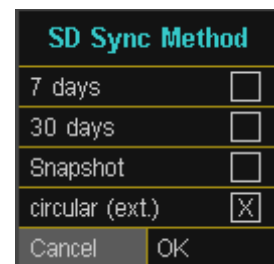 SD Sync Method
7 days
30 days
Snapshot
circular (ext.) X
Cancel OK